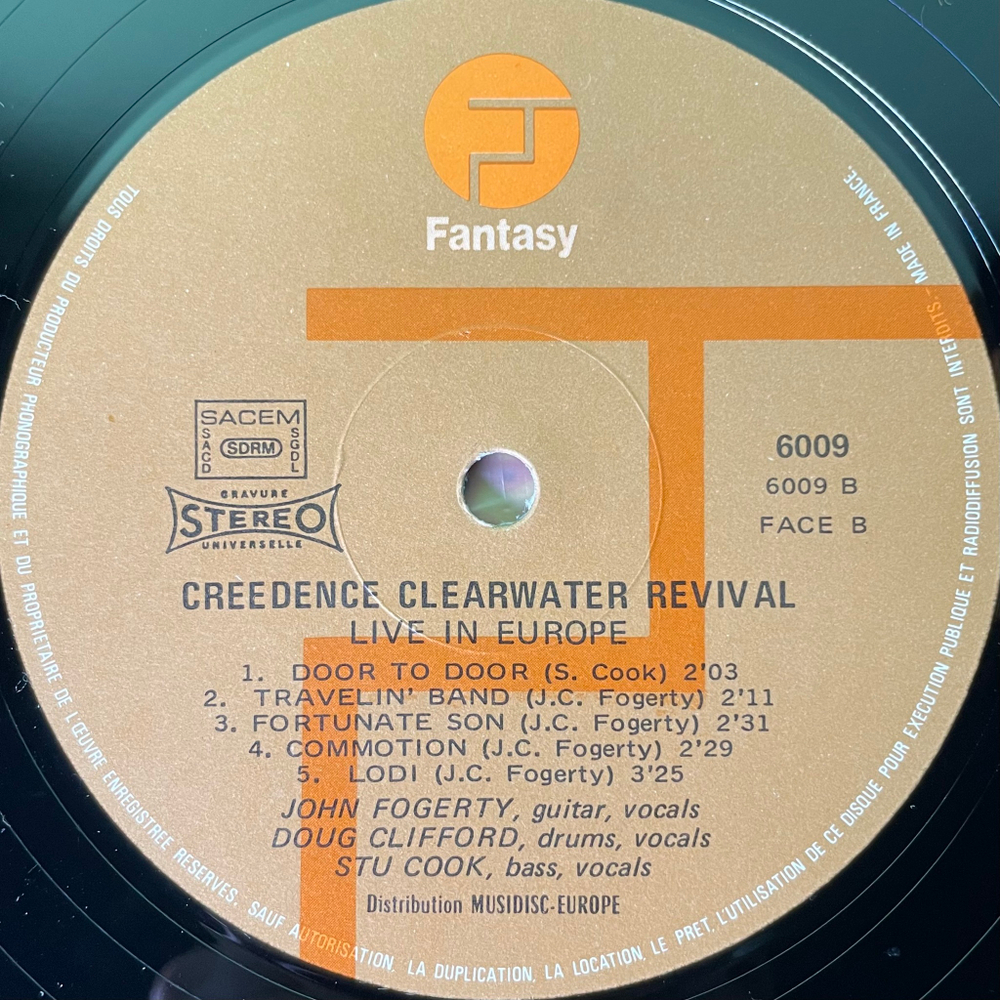 Fantasy
SACEM
SACD
SDRM
SGDL
GRAVURE
STEREO
UNIVERSELLE
6009
6009 B
FACE B
CREEDENCE CLEARWATER REVIVAL
LIVE IN EUROPE
1. DOOR TO DOOR (S. Cook) 2'03
2. TRAVELIN' BAND (J.C. Fogerty) 2'11
3. FORTUNATE SON (J.C. Fogerty) 2'31
4. COMMOTION (J.C. Fogerty) 2'29
5. LODI (J.C. Fogerty) 3'25
JOHN FOGERTY, guitar, vocals
DOUG CLIFFORD, drums, vocals
STU COOK, bass, vocals
Distribution MUSIDISC-EUROPE
TOUS DROITS DU PRODUCTEUR PHONOGRAPHIQUE ET DU PROPRIETAIRE DE L'ŒUVRE ENREGISTREE RESERVES. SAUF AUTORISATION, LA DUPLICATION, LA LOCATION, LE PRET, L'UTILISATION DE CE DISQUE POUR EXECUTION PUBLIQUE ET RADIODIFFUSION SONT INTERDITS. - MADE IN FRANCE.